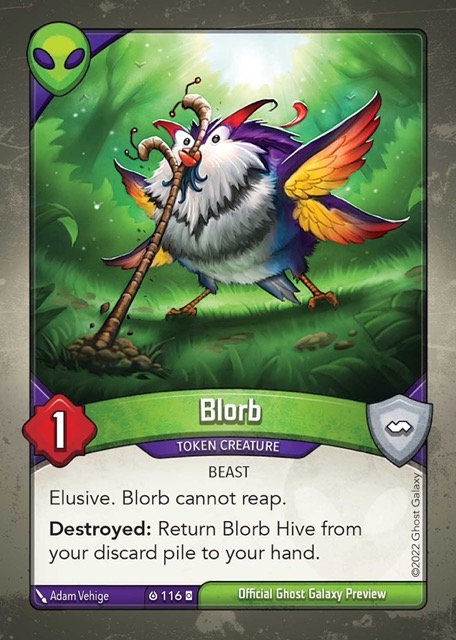 Blorb
1
TOKEN CREATURE
BEAST
Elusive. Blorb cannot reap.
Destroyed: Return Blorb Hive from
your discard pile to your hand.
©2022 Ghost Galaxy
Adam Vehige
116
Official Ghost Galaxy Preview